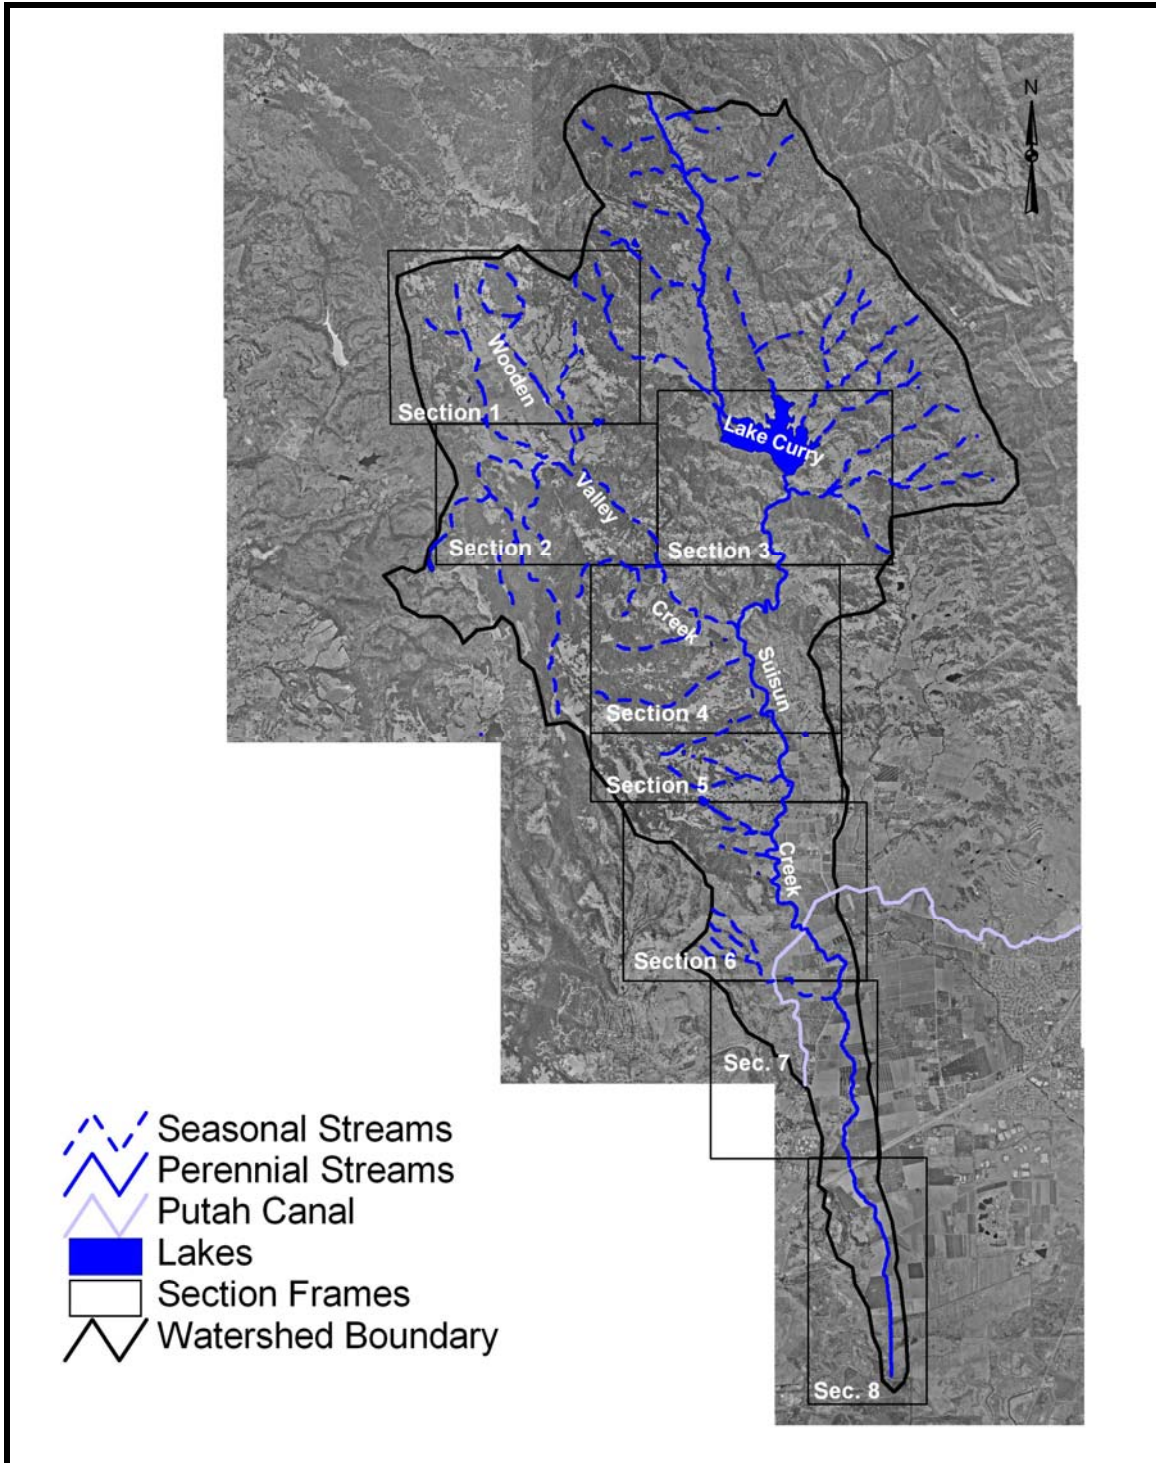 N
Wooden
Section 1
Lake Curry
Valley
Section 2
Section 3
Creek
Suisun
Section 4
Section 5
Creek
Section 6
Sec. 7
Sec. 8
Seasonal Streams
Perennial Streams
Putah Canal
Lakes
Section Frames
Watershed Boundary